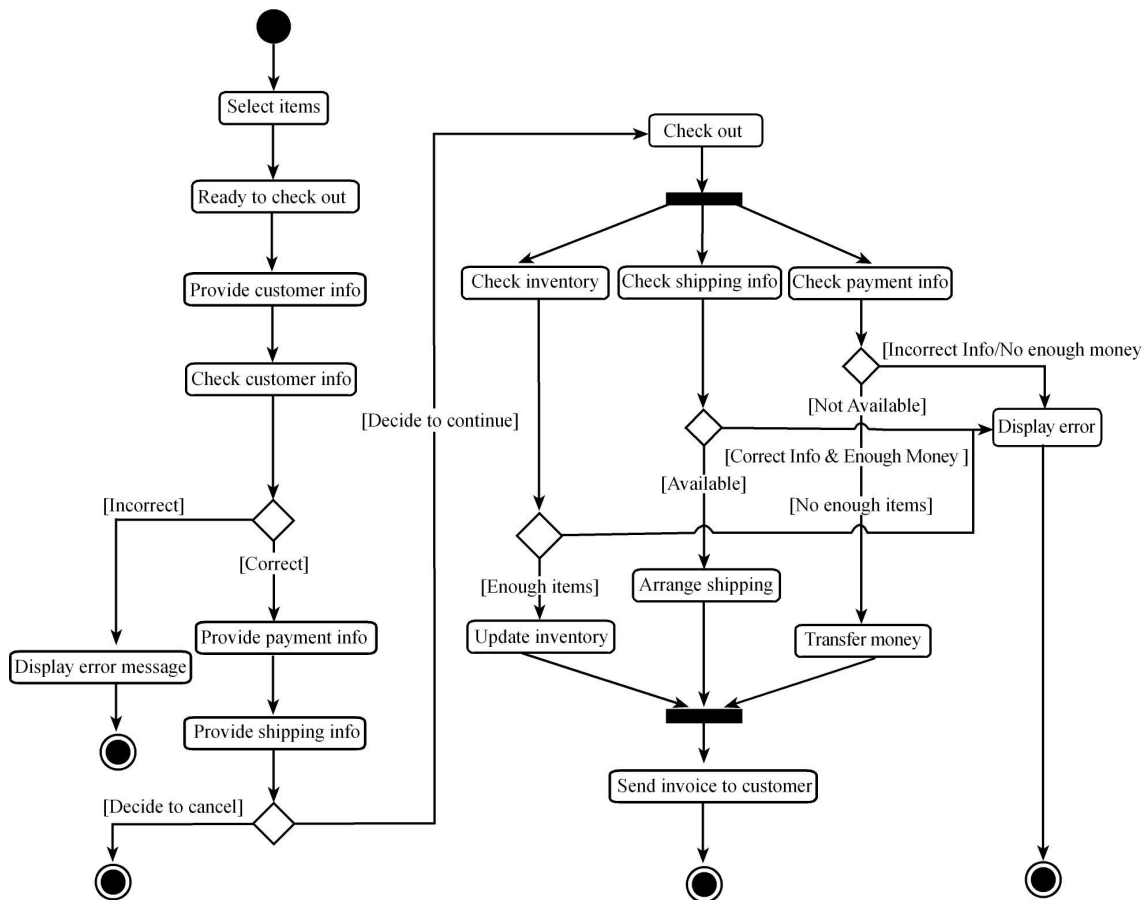 Select items
Ready to check out
Provide customer info
Check customer info
[Incorrect]
[Correct]
Provide payment info
Display error message
Provide shipping info
[Decide to cancel]
[Decide to continue]
Check out
Check inventory
Check shipping info
Check payment info
[Incorrect Info/No enough money
[Not Available]
Display error
[Correct Info & Enough Money ]
[Available]
[No enough items]
[Enough items]
Arrange shipping
Update inventory
Transfer money
Send invoice to customer